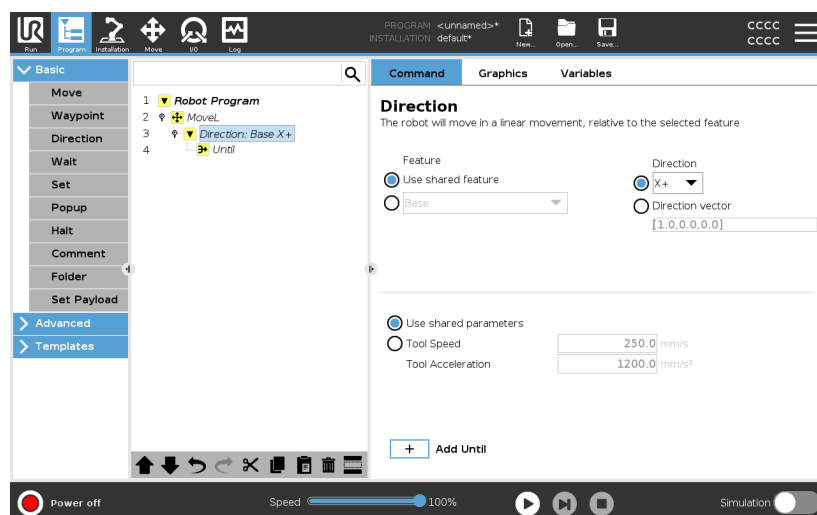 PROGRAM <unnamed>*
INSTALLATION default*
cccc
cccc
UR
Run
Program
Installation
Move
I/O
Log
New...
Open...
Save...
Basic
Move
Waypoint
Direction
Wait
Set
Popup
Halt
Comment
Folder
Set Payload
Advanced
Templates
1 Robot Program
2 MoveL
3 Direction: Base X+
4 Until
Command Graphics Variables
Direction
The robot will move in a linear movement, relative to the selected feature
Feature
Use shared feature
Base
Direction
X+
Direction vector
[1.0,0.0,0.0]
Use shared parameters
Tool Speed 250.0 mm/s
Tool Acceleration 1200.0 mm/s²
+ Add Until
Power off
Speed 100%
Simulation